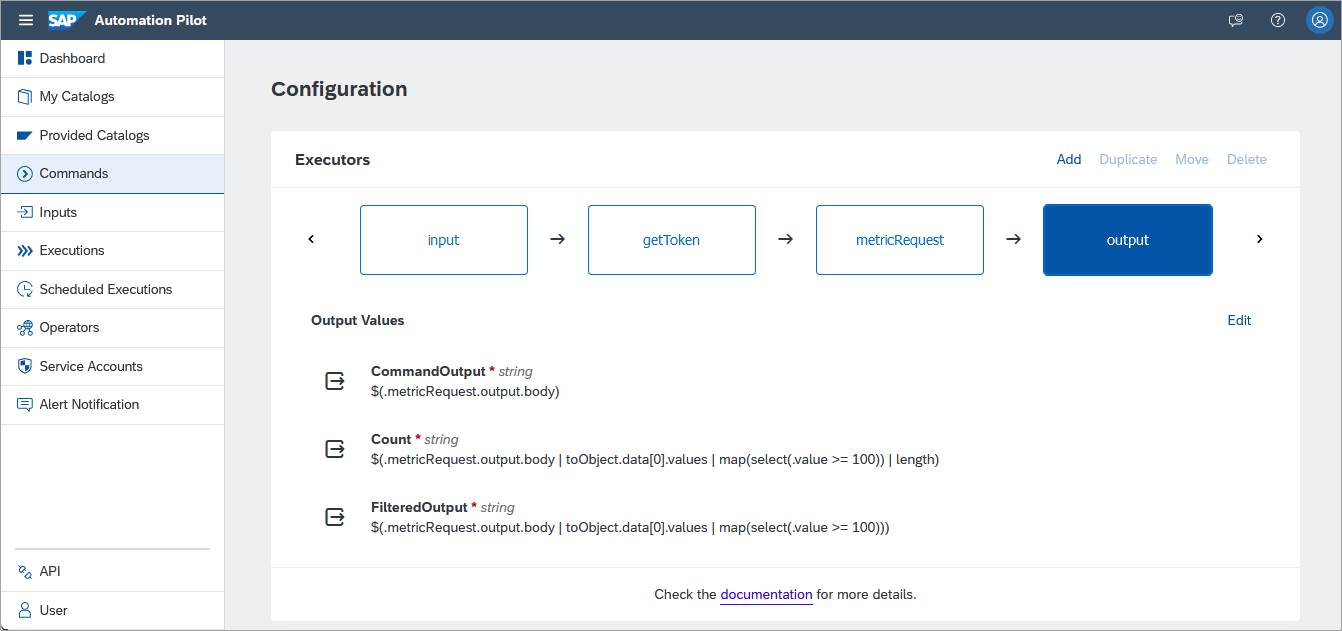 SAP Automation Pilot
Dashboard
My Catalogs
Provided Catalogs
Commands
Inputs
Executions
Scheduled Executions
Operators
Service Accounts
Alert Notification
API
User
Configuration
Executors
Add Duplicate Move Delete
input getToken metricRequest output
Output Values Edit
CommandOutput * string
$(.metricRequest.output.body)
Count * string
$(.metricRequest.output.body | toObject.data[0].values | map(select(.value >= 100)) | length)
FilteredOutput * string
$(.metricRequest.output.body | toObject.data[0].values | map(select(.value >= 100)))
Check the documentation for more details.